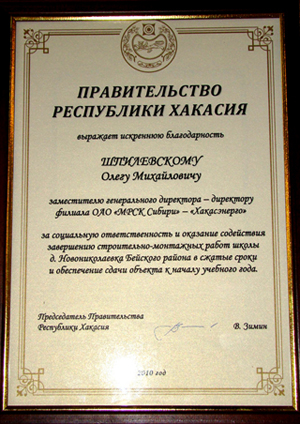 ПРАВИТЕЛЬСТВО
РЕСПУБЛИКИ ХАКАСИЯ
выражает искреннюю благодарность
ШПИЛЕВСКОМУ
Олегу Михайловичу
заместителю генерального директора – директору
филиала ОАО «МРСК Сибири» – «Хакасэнерго»
за социальную ответственность и оказание содействия
завершению строительно-монтажных работ школы
д. Новониколаевка Бейского района в сжатые сроки
и обеспечение сдачи объекта к началу учебного года.
Председатель Правительства
Республики Хакасия В. Зимин
2010 год